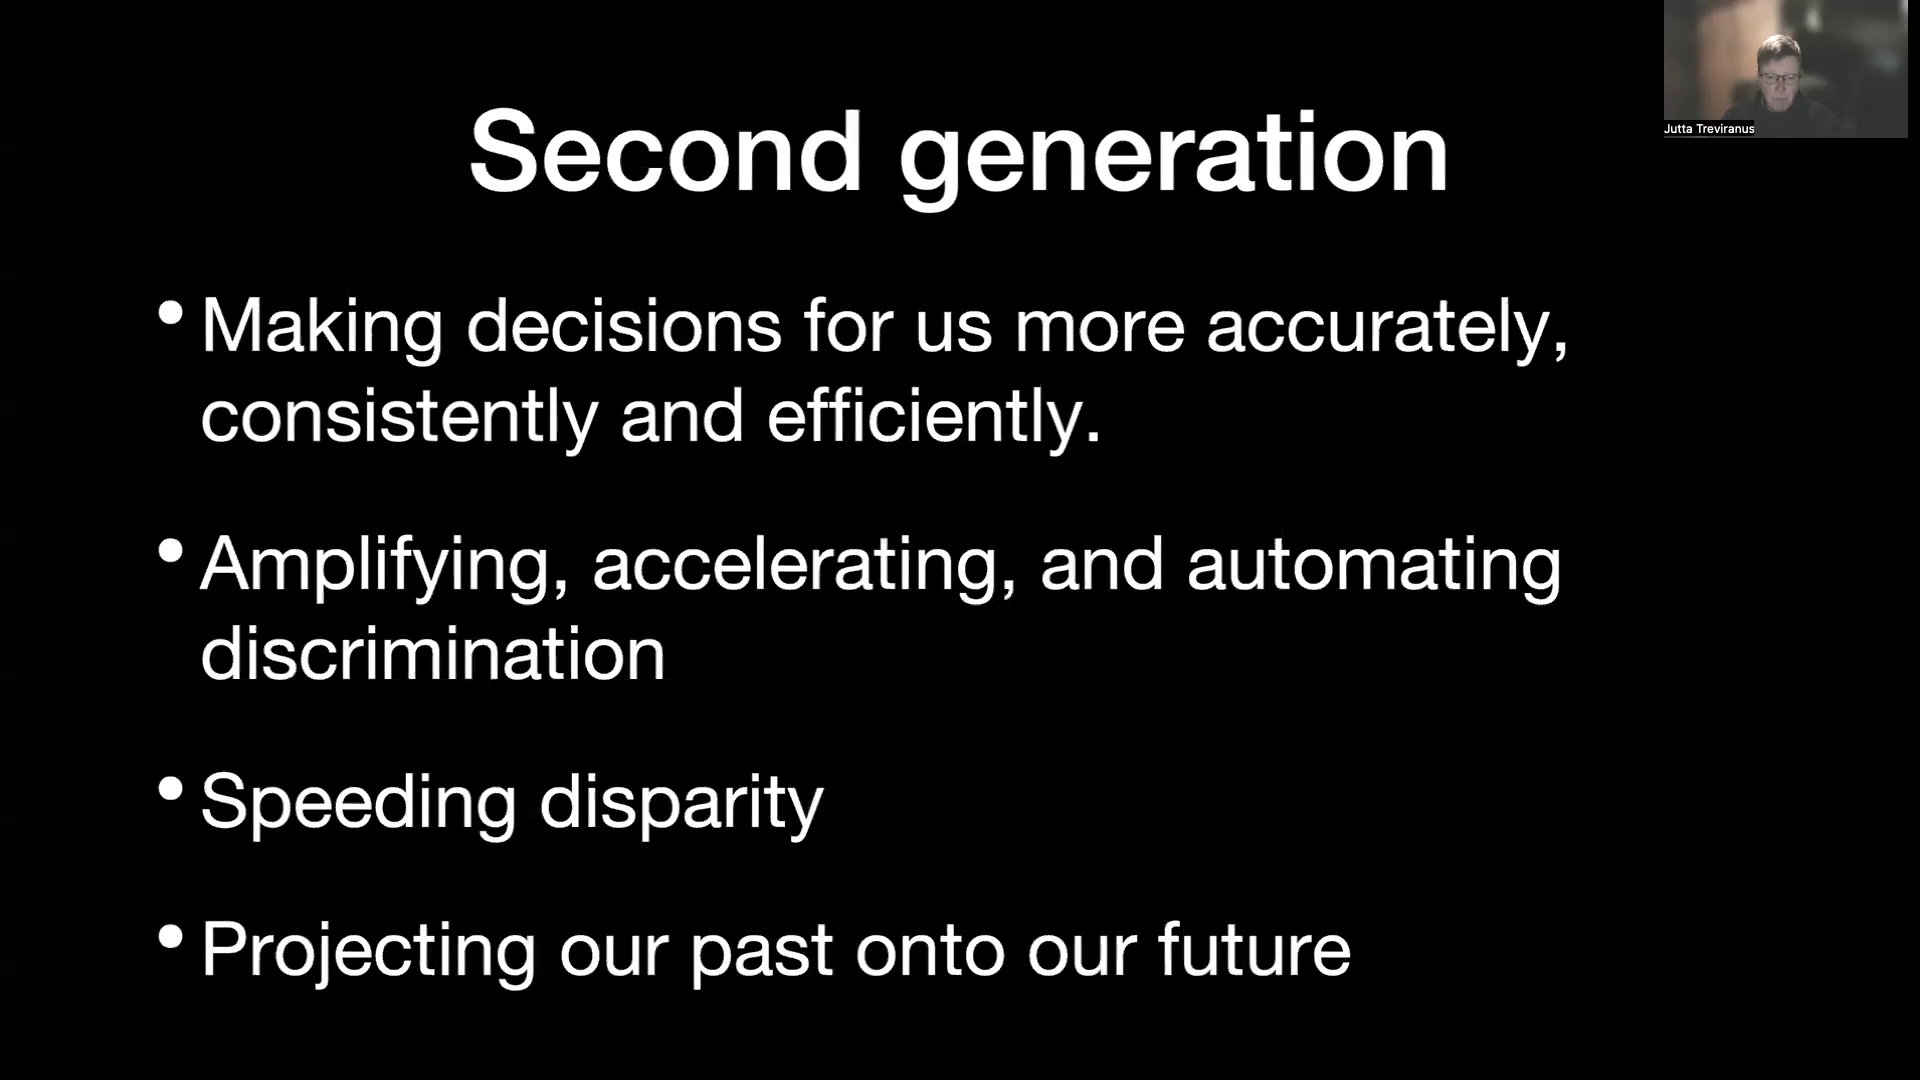 Jutta Treviranus
Second generation
• Making decisions for us more accurately,
consistently and efficiently.
• Amplifying, accelerating, and automating
discrimination
• Speeding disparity
• Projecting our past onto our future